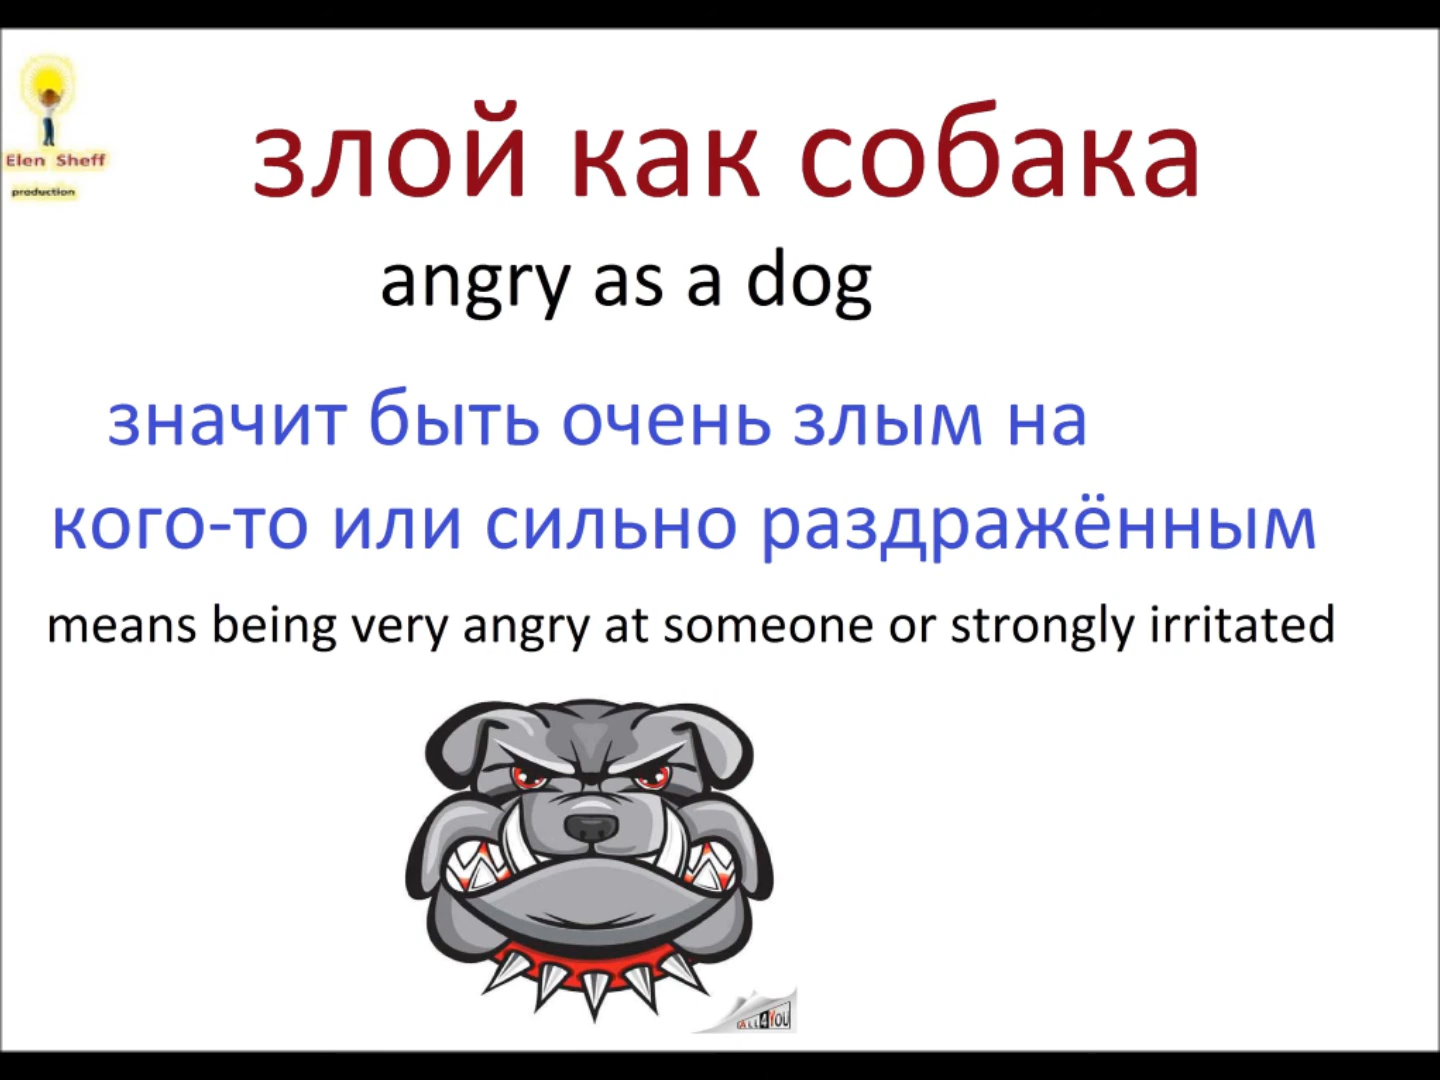 Elen Sheff
production
злой как собака
angry as a dog
значит быть очень злым на
кого-то или сильно раздражённым
means being very angry at someone or strongly irritated
ALL4YOU